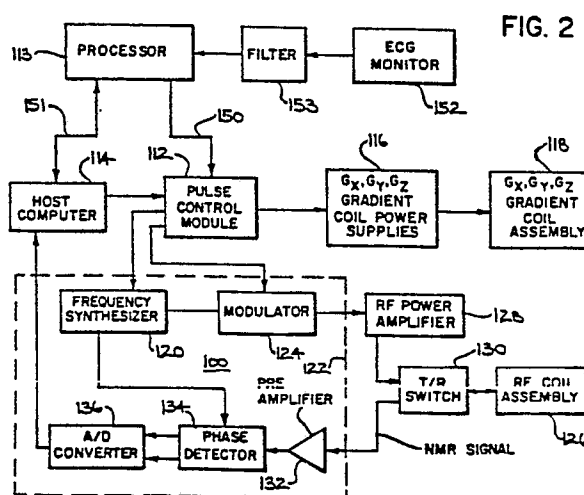 FIG. 2
113
PROCESSOR
FILTER
153
ECG
MONITOR
152
151
150
114
112
116
118
HOST
COMPUTER
PULSE
CONTROL
MODULE
GX, GY, GZ
GRADIENT
COIL POWER
SUPPLIES
GX, GY, GZ
GRADIENT
COIL ASSEMBLY
FREQUENCY
SYNTHESIZER
120
MODULATOR
124
122
RF POWER
AMPLIFIER
128
100
130
T/R
SWITCH
RF COIL
ASSEMBLY
126
136
A/D
CONVERTER
134
PHASE
DETECTOR
PRE
AMPLIFIER
132
NMR SIGNAL